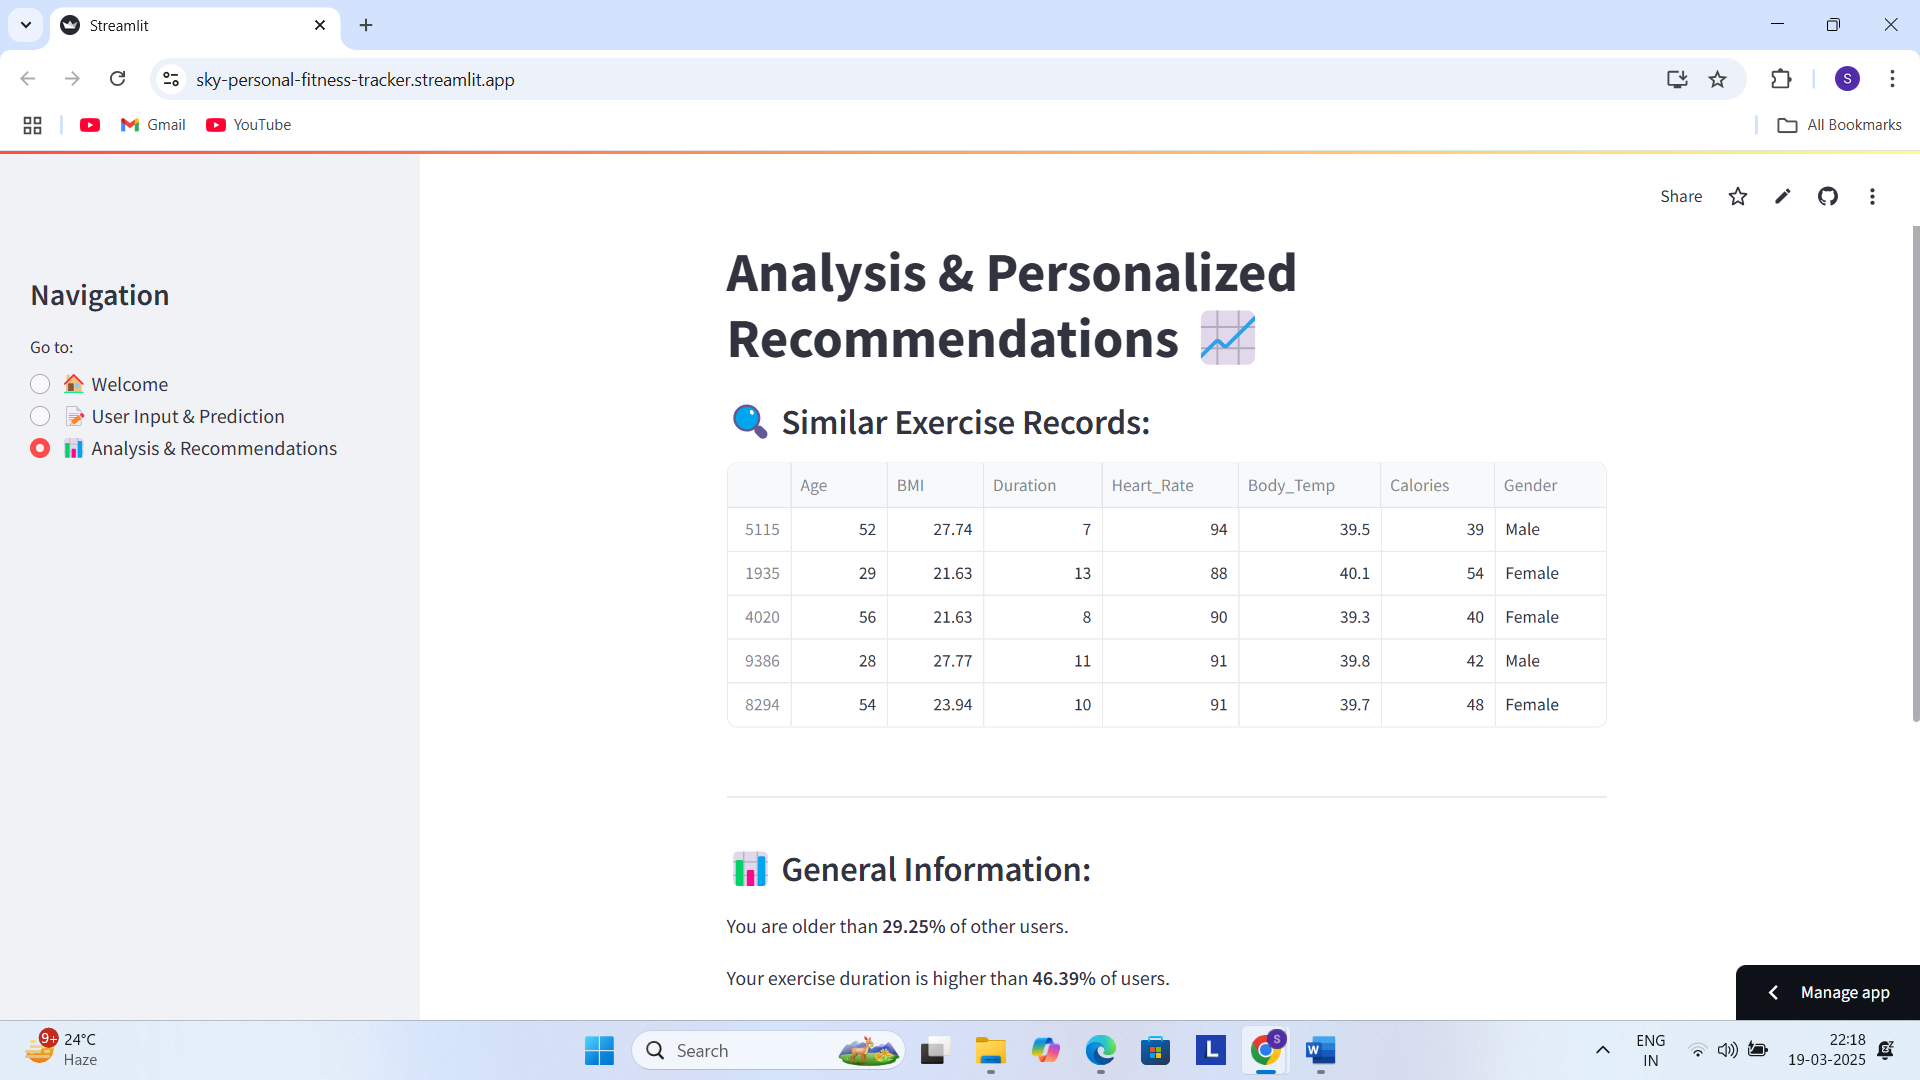 Streamlit
sky-personal-fitness-tracker.streamlit.app
S
Gmail
YouTube
All Bookmarks
Share
Navigation
Go to:
Welcome
User Input & Prediction
Analysis & Recommendations
Analysis & Personalized
Recommendations
Similar Exercise Records:
Age BMI Duration Heart_Rate Body_Temp Calories Gender
5115 52 27.74 7 94 39.5 39 Male
1935 29 21.63 13 88 40.1 54 Female
4020 56 21.63 8 90 39.3 40 Female
9386 28 27.77 11 91 39.8 42 Male
8294 54 23.94 10 91 39.7 48 Female
General Information:
You are older than 29.25% of other users.
Your exercise duration is higher than 46.39% of users.
Manage app
9+
24°C
Haze
Search
L
S
W
ENG
IN
22:18
19-03-2025